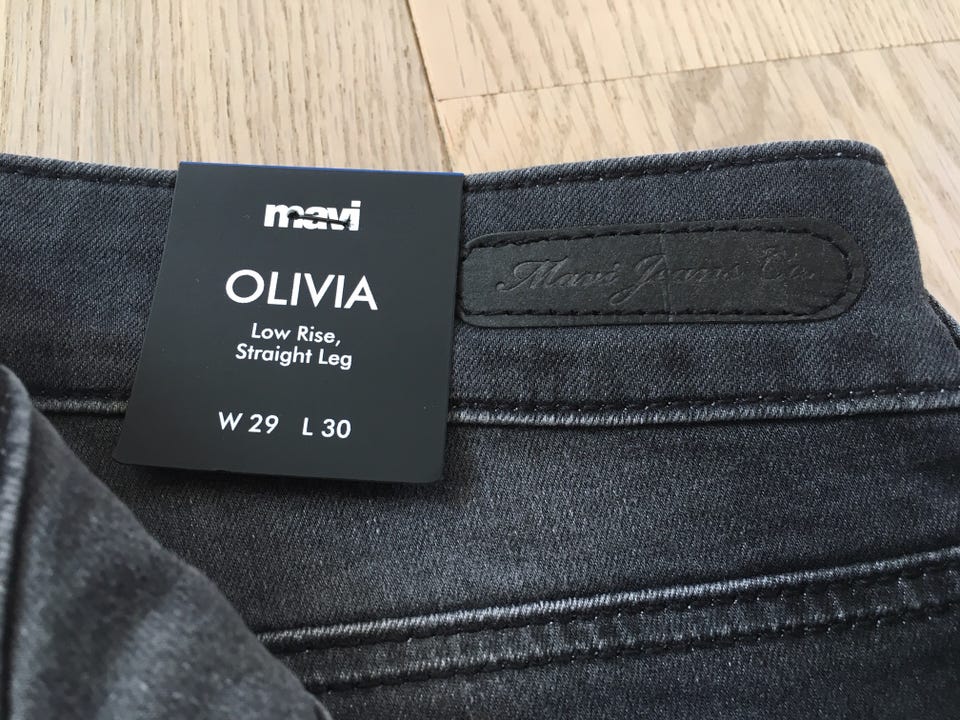 mavi
OLIVIA
Low Rise,
Straight Leg
W 29 L 30
Mavi Jeans Co.